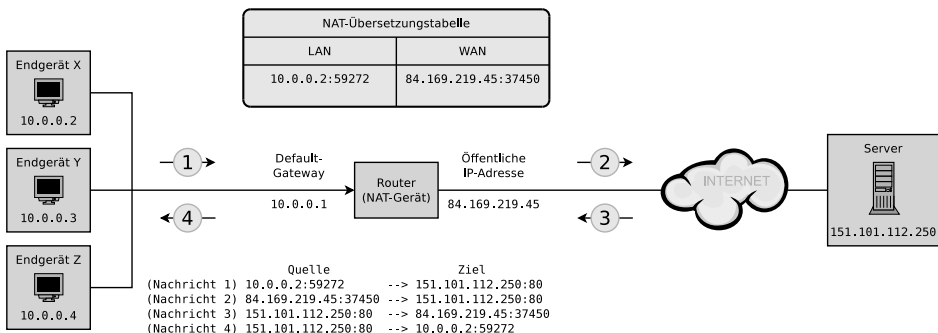 NAT-Übersetzungstabelle
LAN WAN
10.0.0.2:59272 84.169.219.45:37450
Endgerät X
10.0.0.2
Endgerät Y
10.0.0.3
Endgerät Z
10.0.0.4
1
4
Default-
Gateway
10.0.0.1
Router
(NAT-Gerät)
Öffentliche
IP-Adresse
84.169.219.45
2
3
INTERNET
Server
151.101.112.250
Quelle Ziel
(Nachricht 1) 10.0.0.2:59272 --> 151.101.112.250:80
(Nachricht 2) 84.169.219.45:37450 --> 151.101.112.250:80
(Nachricht 3) 151.101.112.250:80 --> 84.169.219.45:37450
(Nachricht 4) 151.101.112.250:80 --> 10.0.0.2:59272